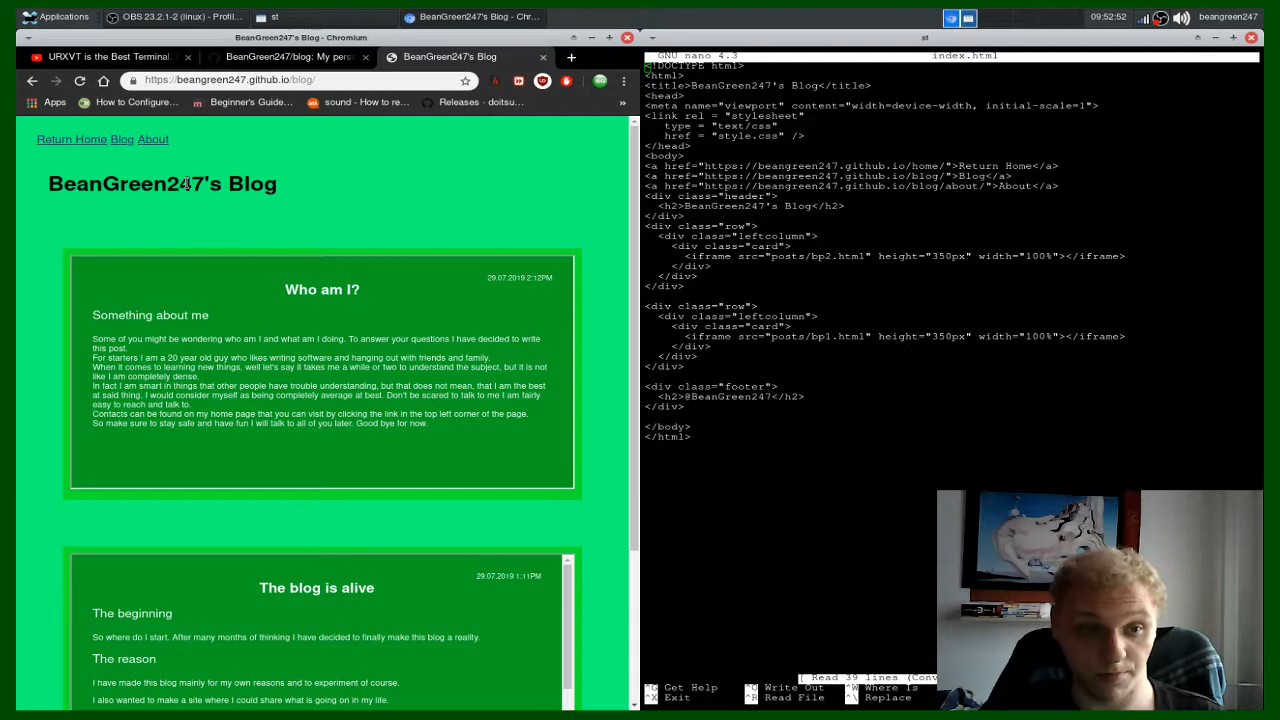 Applications
OBS 23.2.1-2 (linux) - Profil...
st
BeanGreen247's Blog - Chr...
09:52:52
beangreen247
BeanGreen247's Blog - Chromium
URXVT is the Best Terminal.
BeanGreen247/blog: My pers
BeanGreen247's Blog
https://beangreen247.github.io/blog/
Apps
How to Configure...
Beginner's Guide...
sound - How to re...
Releases · doitsu...
»
Return Home Blog About
BeanGreen247's Blog
29.07.2019 2:12PM
Who am I?
Something about me
Some of you might be wondering who am I and what am I doing. To answer your questions I have decided to write
this post.
For starters I am a 20 year old guy who likes writing software and hanging out with friends and family.
When it comes to learning new things, well let's say it takes me a while or two to understand the subject, but it is not
like I am completely dense.
In fact I am smart in things that other people have trouble understanding, but that does not mean, that I am the best
at said thing. I would consider myself as being completely average at best. Don't be scared to talk to me I am fairly
easy to reach and talk to.
Contacts can be found on my home page that you can visit by clicking the link in the top left corner of the page.
So make sure to stay safe and have fun I will talk to all of you later. Good bye for now.
29.07.2019 1:11PM
The blog is alive
The beginning
So where do I start. After many months of thinking I have decided to finally make this blog a reality.
The reason
I have made this blog mainly for my own reasons and to experiment of course.
I also wanted to make a site where I could share what is going on in my life.
st
GNU nano 4.3
index.html
<!DOCTYPE html>
<html>
<title>BeanGreen247's Blog</title>
<head>
<meta name="viewport" content="width=device-width, initial-scale=1">
<link rel = "stylesheet"
type = "text/css"
href = "style.css" />
</head>
<body>
<a href="https://beangreen247.github.io/home/">Return Home</a>
<a href="https://beangreen247.github.io/blog/">Blog</a>
<a href="https://beangreen247.github.io/blog/about/">About</a>
<div class="header">
<h2>BeanGreen247's Blog</h2>
</div>
<div class="row">
<div class="leftcolumn">
<div class="card">
<iframe src="posts/bp2.html" height="350px" width="100%"></iframe>
</div>
</div>
</div>
<div class="row">
<div class="leftcolumn">
<div class="card">
<iframe src="posts/bp1.html" height="350px" width="100%"></iframe>
</div>
</div>
</div>
<div class="footer">
<h2>@BeanGreen247</h2>
</div>
</body>
</html>
[ Read 39 lines (Conv
^G Get Help ^O Write Out ^W Where Is
^X Exit ^R Read File ^\ Replace